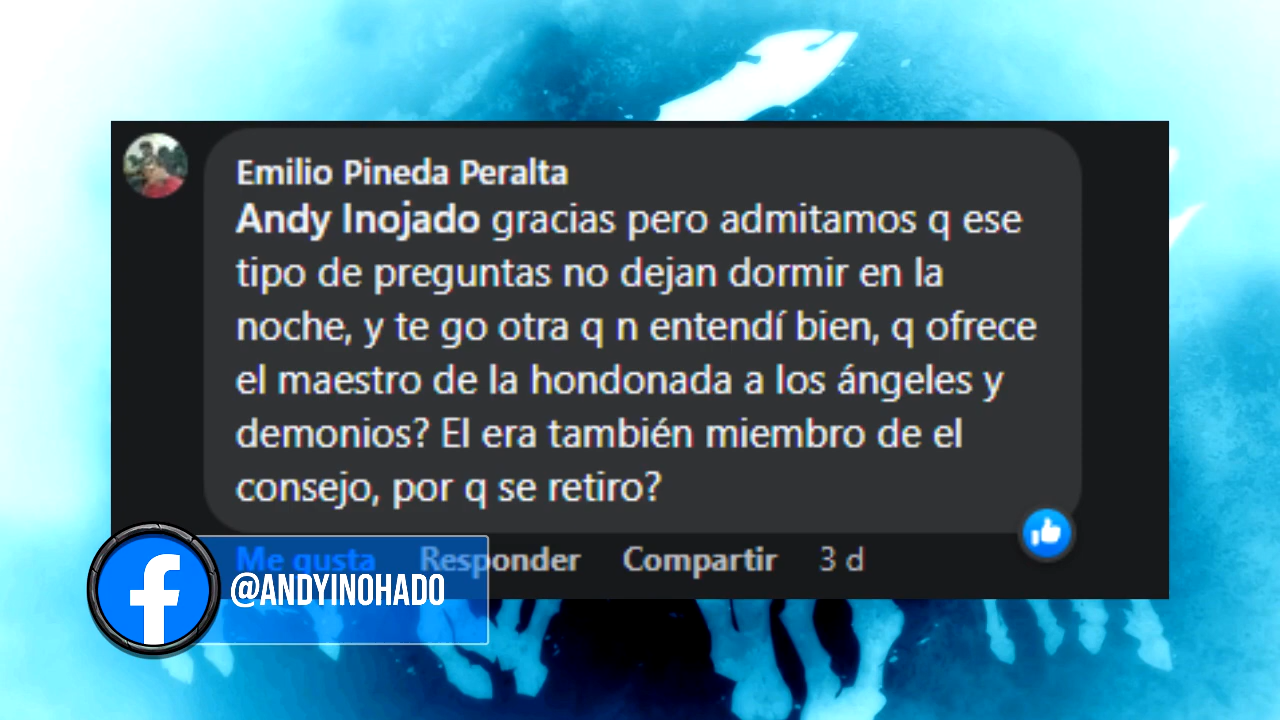 Emilio Pineda Peralta
Andy Inojado gracias pero admitamos q ese
tipo de preguntas no dejan dormir en la
noche, y te go otra q n entendí bien, q ofrece
el maestro de la hondonada a los ángeles y
demonios? El era también miembro de el
consejo, por q se retiro?
Me gusta Responder Compartir 3 d
@ANDYINOHADO